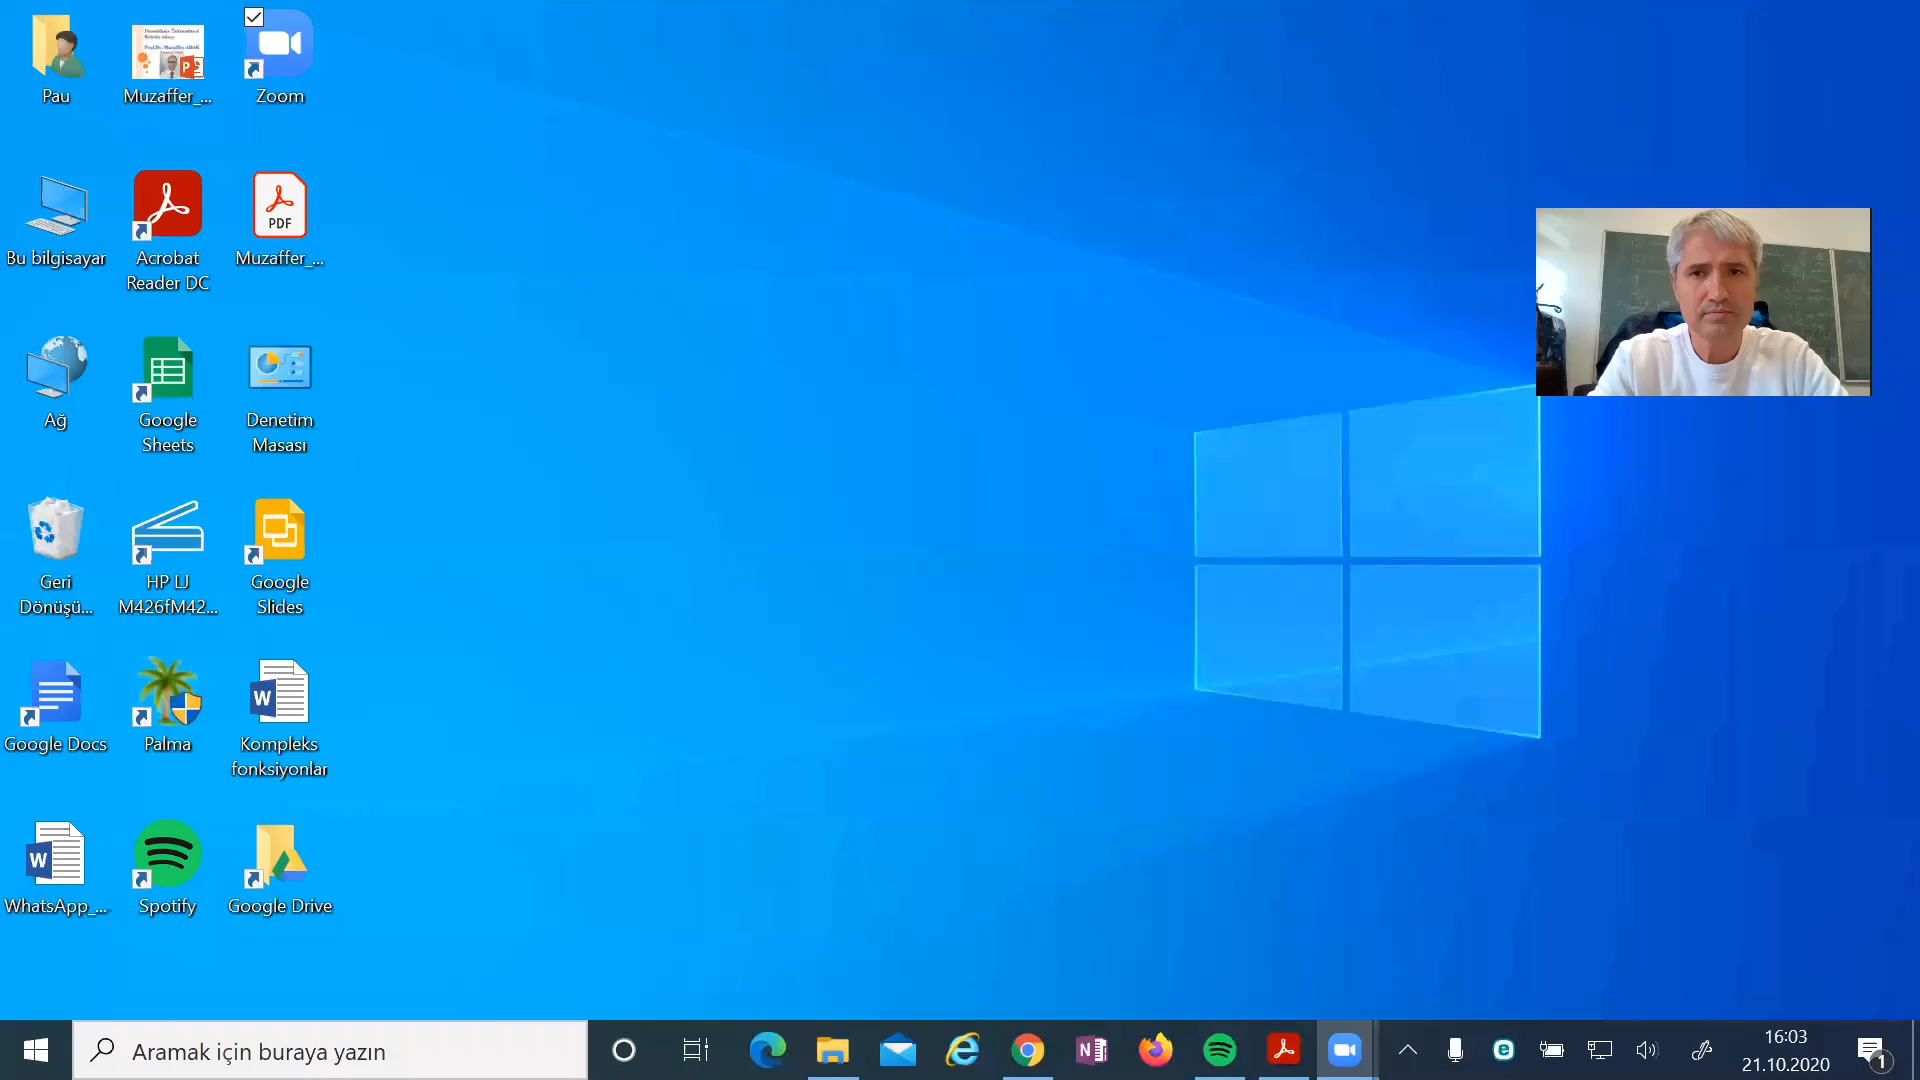 Pau
Muzaffer_...
Zoom
Bu bilgisayar
Acrobat
Reader DC
PDF
Muzaffer_...
Ağ
Google
Sheets
Denetim
Masası
Geri
Dönüşü...
HP LJ
M426fM42...
Google
Slides
Google Docs
Palma
W
Kompleks
fonksiyonlar
W
WhatsApp_...
Spotify
Google Drive
Aramak için buraya yazın
N
16:03
21.10.2020
1